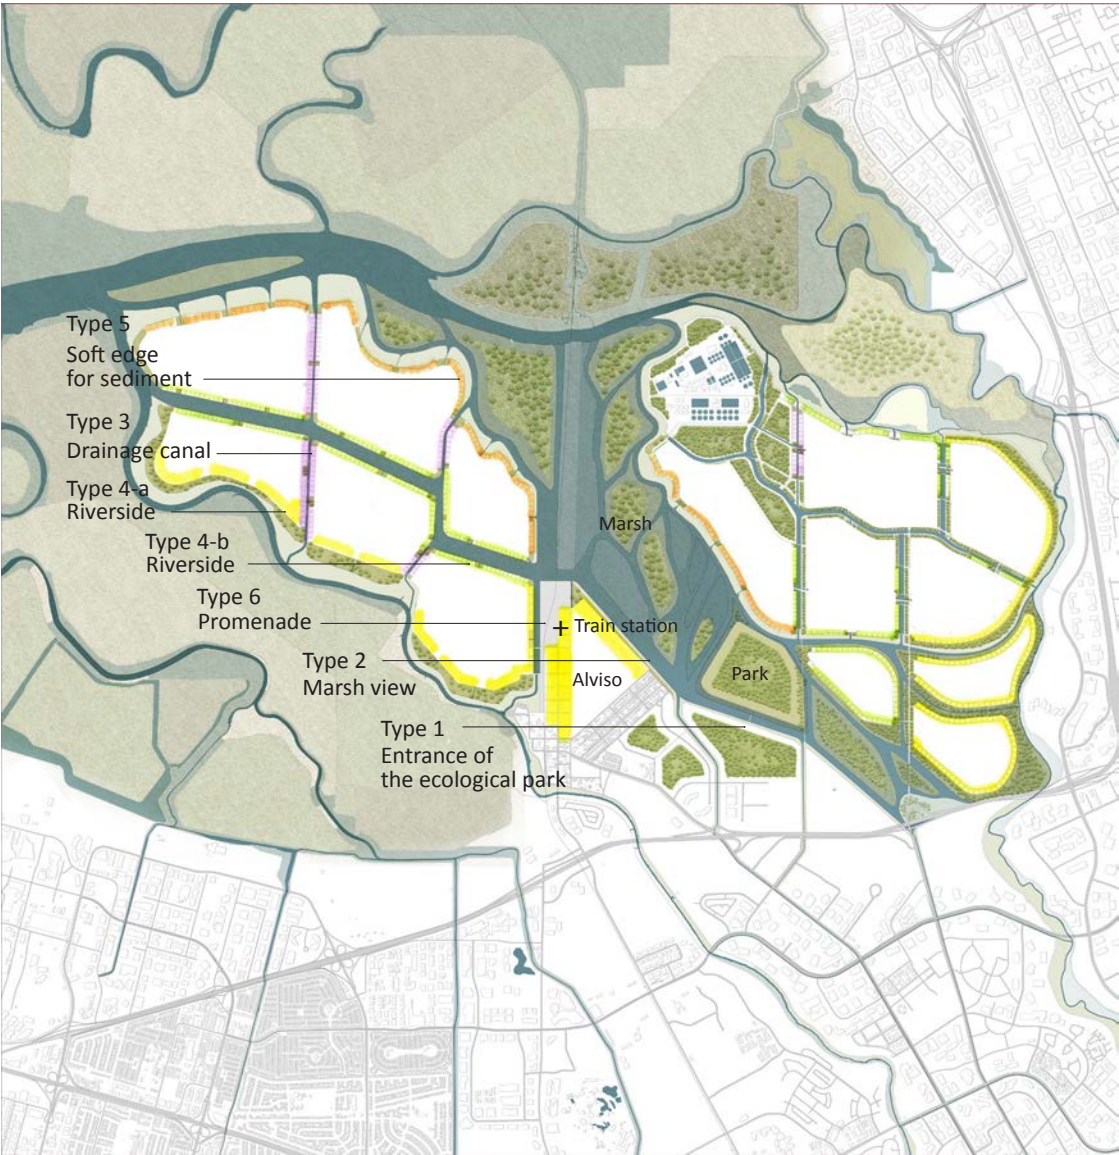 Type 5
Soft edge
for sediment
Type 3
Drainage canal
Type 4-a
Riverside
Marsh
Type 4-b
Riverside
Type 6
Promenade
Train station
Type 2
Marsh view
Alviso
Park
Type 1
Entrance of
the ecological park